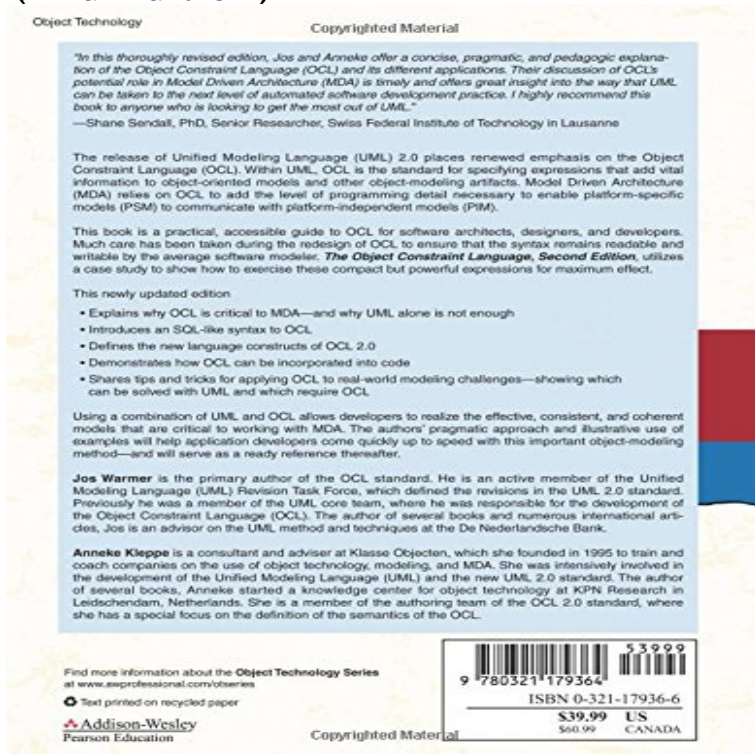 Object Technology
Copyrighted Material
"In this thoroughly revised edition, Jos and Anneke offer a concise, pragmatic, and pedagogic explana-
tion of the Object Constraint Language (OCL) and its different applications. Their discussion of OCL's
potential role in Model Driven Architecture (MDA) is timely and offers great insight into the way that UML
can be taken to the next level of automated software development practice. I highly recommend this
book to anyone who is looking to get the most out of UML."
—Shane Sendall, PhD, Senior Researcher, Swiss Federal Institute of Technology in Lausanne
The release of Unified Modeling Language (UML) 2.0 places renewed emphasis on the Object
Constraint Language (OCL). Within UML, OCL is the standard for specifying expressions that add vital
information to object-oriented models and other object-modeling artifacts. Model Driven Architecture
(MDA) relies on OCL to add the level of programming detail necessary to enable platform-specific
models (PSM) to communicate with platform-independent models (PIM).
This book is a practical, accessible guide to OCL for software architects, designers, and developers.
Much care has been taken during the redesign of OCL to ensure that the syntax remains readable and
writable by the average software modeler. The Object Constraint Language, Second Edition, utilizes
a case study to show how to exercise these compact but powerful expressions for maximum effect.
This newly updated edition
• Explains why OCL is critical to MDA—and why UML alone is not enough
• Introduces an SQL-like syntax to OCL
• Defines the new language constructs of OCL 2.0
• Demonstrates how OCL can be incorporated into code
• Shares tips and tricks for applying OCL to real-world modeling challenges—showing which
can be solved with UML and which require OCL
Using a combination of UML and OCL allows developers to realize the effective, consistent, and coherent
models that are critical to working with MDA. The authors' pragmatic approach and illustrative use of
examples will help application developers come quickly up to speed with this important object-modeling
method—and will serve as a ready reference thereafter.
Jos Warmer is the primary author of the OCL standard. He is an active member of the Unified
Modeling Language (UML) Revision Task Force, which defined the revisions in the UML 2.0 standard.
Previously he was a member of the UML core team, where he was responsible for the development of
the Object Constraint Language (OCL). The author of several books and numerous international arti-
cles, Jos is an advisor on the UML method and techniques at the De Nederlandsche Bank.
Anneke Kleppe is a consultant and adviser at Klasse Objecten, which she founded in 1995 to train and
coach companies on the use of object technology, modeling, and MDA. She was intensively involved in
the development of the Unified Modeling Language (UML) and the new UML 2.0 standard. The author
of several books, Anneke started a knowledge center for object technology at KPN Research in
Leidschendam, Netherlands. She is a member of the authoring team of the OCL 2.0 standard, where
she has a special focus on the definition of the semantics of the OCL.
Find more information about the Object Technology Series
at www.awprofessional.com/otseries
Text printed on recycled paper
Addison-Wesley
Pearson Education
53999
9 780321 179364
ISBN 0-321-17936-6
$39.99 US
$60.99 CANADA
Copyrighted Material